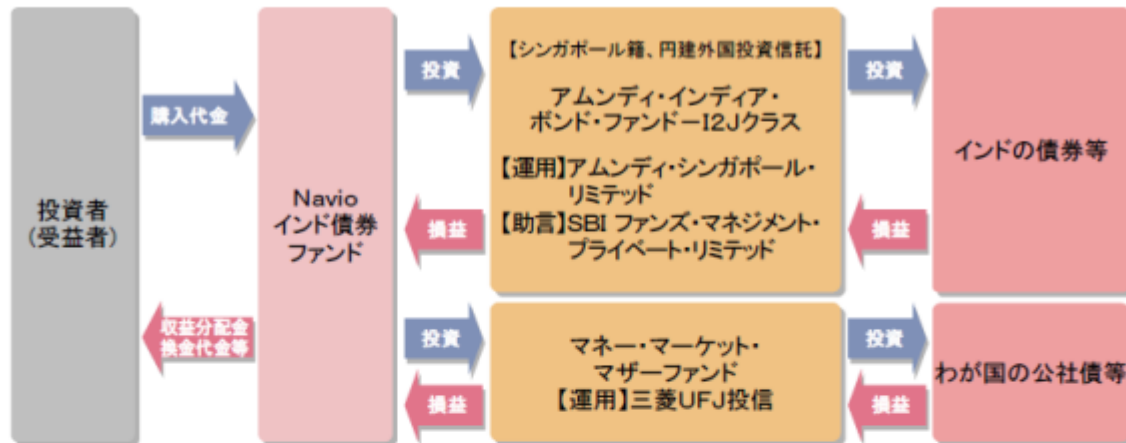 投資者
(受益者)
購入代金
収益分配金
換金代金等
Navio
インド債券
ファンド
投資
損益
【シンガポール籍、円建外国投資信託】
アムンディ・インディア・
ボンド・ファンドーI2Jクラス
【運用】アムンディ・シンガポール・
リミテッド
【助言】SBI ファンズ・マネジメント・
プライベート・リミテッド
投資
損益
インドの債券等
投資
損益
マネー・マーケット・
マザーファンド
【運用】三菱UFJ投信
投資
損益
わが国の公社債等